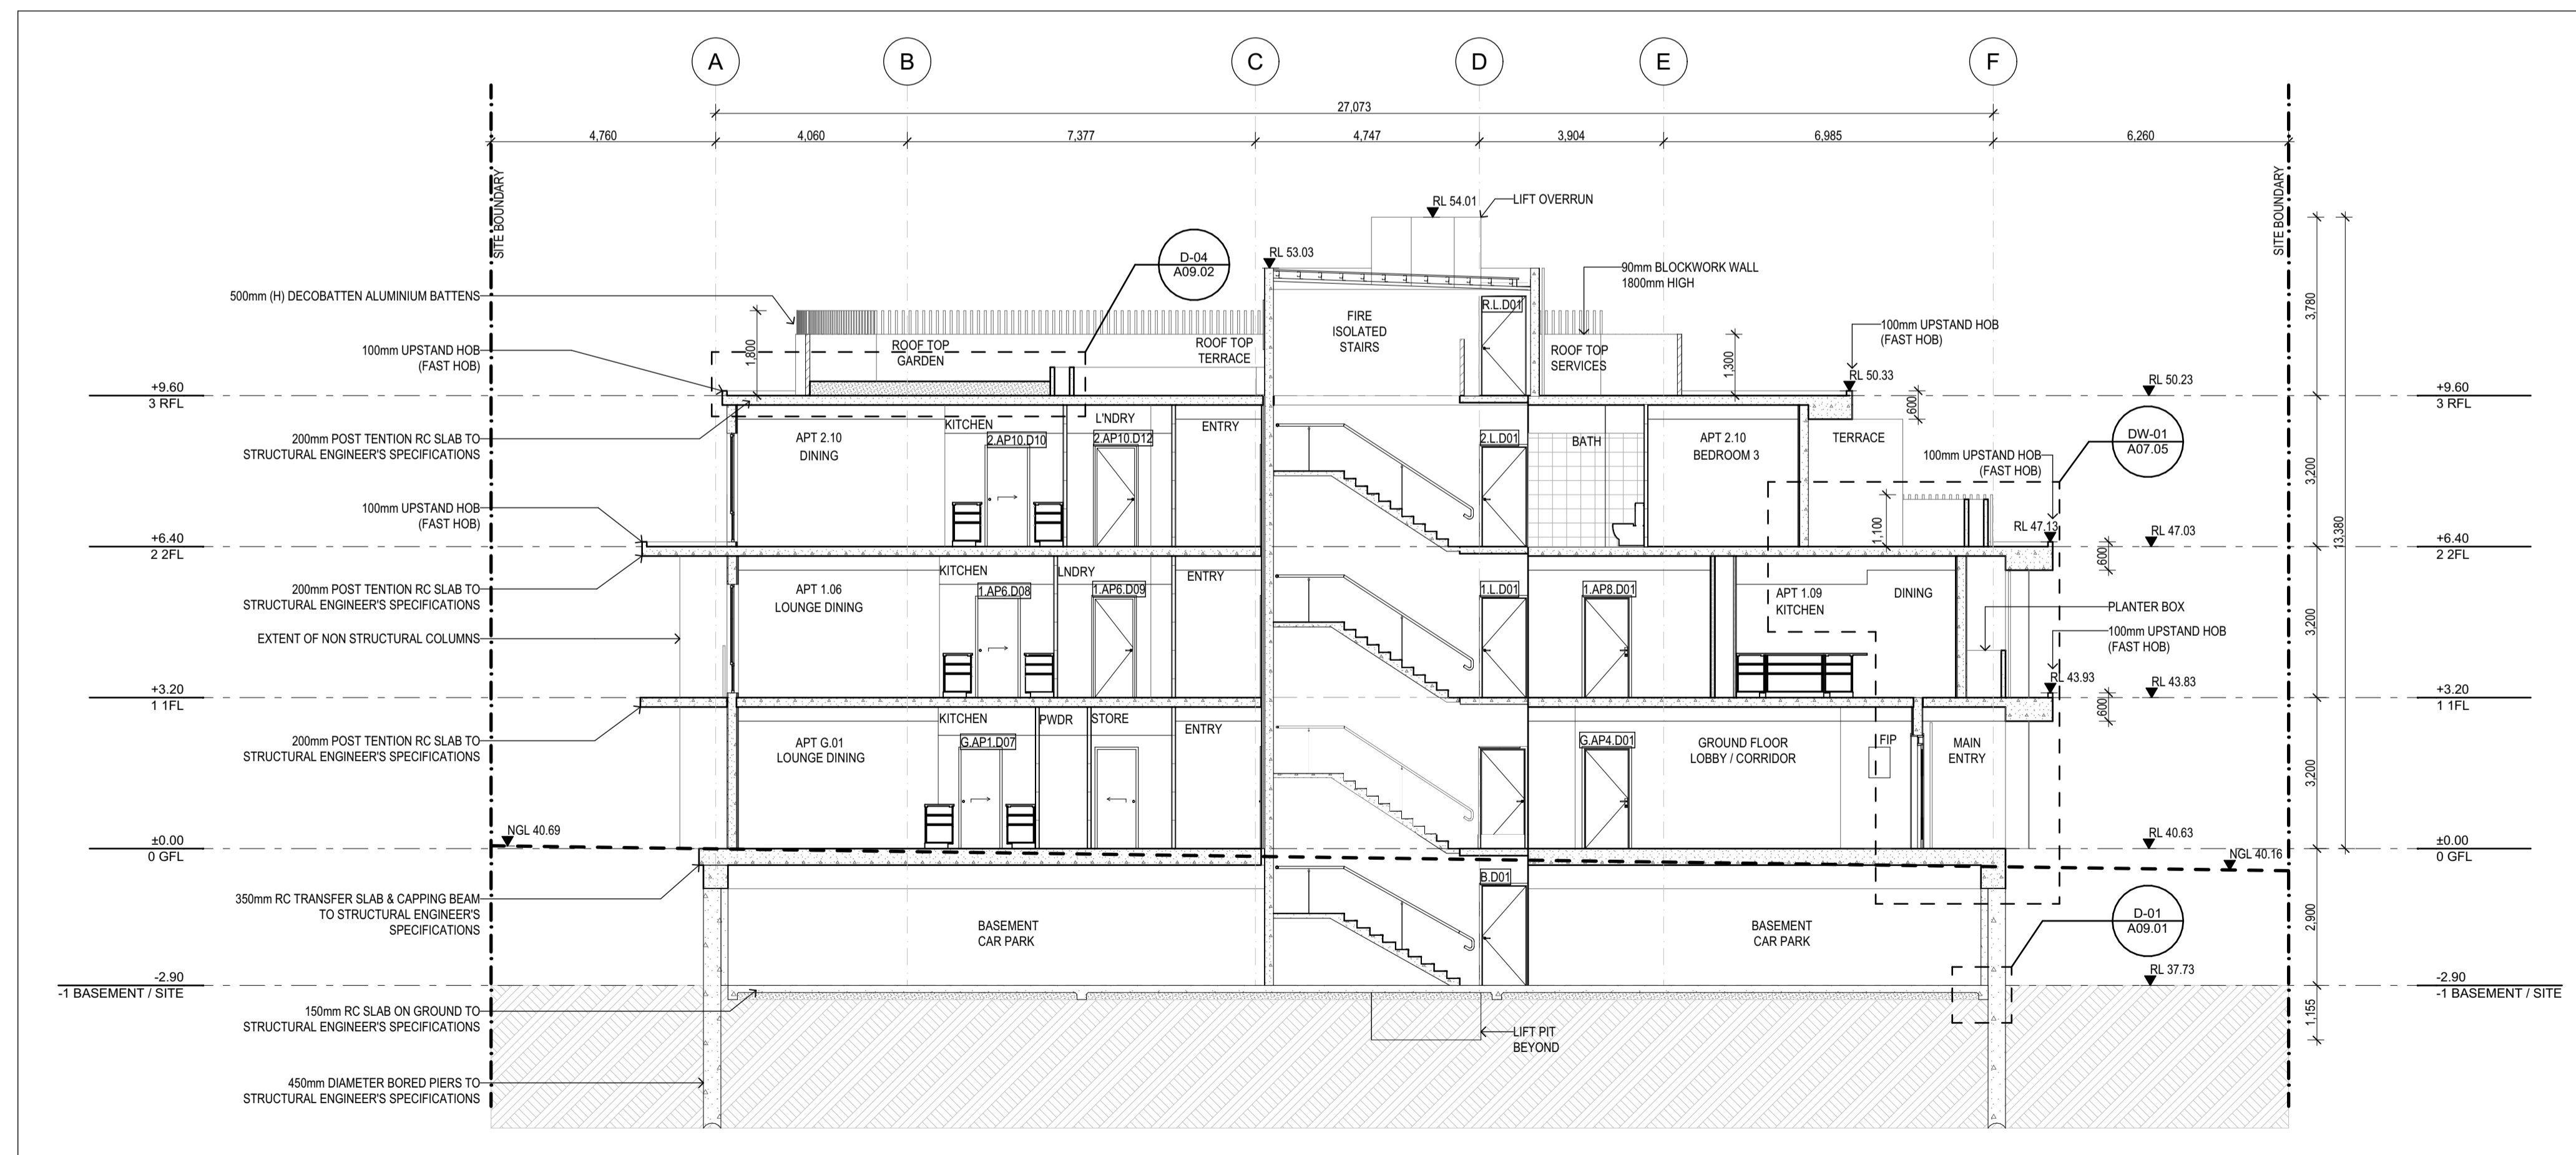 A
B
C
D
E
F
27,073
4,760
4,060
7,377
4,747
3,904
6,985
6,260
SITE BOUNDARY
SITE BOUNDARY
RL 54.01
LIFT OVERRUN
D-04
A09.02
RL 53.03
90mm BLOCKWORK WALL
1800mm HIGH
500mm (H) DECOBATTEN ALUMINIUM BATTENS
3,780
R.L.D01
FIRE
ISOLATED
STAIRS
100mm UPSTAND HOB
(FAST HOB)
1,800
ROOF TOP
GARDEN
ROOF TOP
TERRACE
ROOF TOP
SERVICES
1,300
100mm UPSTAND HOB
(FAST HOB)
RL 50.33
RL 50.23
+9.60
3 RFL
+9.60
3 RFL
600
200mm POST TENTION RC SLAB TO
STRUCTURAL ENGINEER'S SPECIFICATIONS
APT 2.10
DINING
KITCHEN
2.AP10.D10
L'NDRY
2.AP10.D12
ENTRY
2.L.D01
BATH
APT 2.10
BEDROOM 3
TERRACE
DW-01
A07.05
100mm UPSTAND HOB
(FAST HOB)
3,200
13,380
100mm UPSTAND HOB
(FAST HOB)
1,100
RL 47.13
RL 47.03
+6.40
2 2FL
+6.40
2 2FL
600
200mm POST TENTION RC SLAB TO
STRUCTURAL ENGINEER'S SPECIFICATIONS
KITCHEN
LNDRY
ENTRY
APT 1.06
LOUNGE DINING
1.AP6.D08
1.AP6.D09
1.L.D01
1.AP8.D01
APT 1.09
KITCHEN
DINING
PLANTER BOX
100mm UPSTAND HOB
(FAST HOB)
3,200
EXTENT OF NON STRUCTURAL COLUMNS
RL 43.93
RL 43.83
+3.20
1 1FL
+3.20
1 1FL
600
200mm POST TENTION RC SLAB TO
STRUCTURAL ENGINEER'S SPECIFICATIONS
KITCHEN
PWDR
STORE
ENTRY
APT G.01
LOUNGE DINING
G.AP1.D07
G.AP4.D01
GROUND FLOOR
LOBBY / CORRIDOR
FIP
MAIN
ENTRY
3,200
NGL 40.69
RL 40.63
±0.00
0 GFL
±0.00
0 GFL
NGL 40.16
B.D01
350mm RC TRANSFER SLAB & CAPPING BEAM
TO STRUCTURAL ENGINEER'S
SPECIFICATIONS
BASEMENT
CAR PARK
BASEMENT
CAR PARK
D-01
A09.01
2,900
RL 37.73
-2.90
-1 BASEMENT / SITE
-2.90
-1 BASEMENT / SITE
150mm RC SLAB ON GROUND TO
STRUCTURAL ENGINEER'S SPECIFICATIONS
LIFT PIT
BEYOND
1,155
450mm DIAMETER BORED PIERS TO
STRUCTURAL ENGINEER'S SPECIFICATIONS